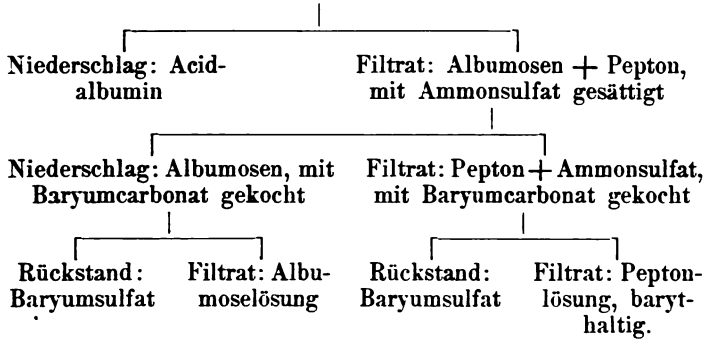 Niederschlag: Acid-
albumin
Filtrat: Albumosen + Pepton,
mit Ammonsulfat gesättigt
Niederschlag: Albumosen, mit
Baryumcarbonat gekocht
Filtrat: Pepton + Ammonsulfat,
mit Baryumcarbonat gekocht
Rückstand:
Baryumsulfat
Filtrat: Albu-
moselösung
Rückstand:
Baryumsulfat
Filtrat: Pepton-
lösung, baryt-
haltig.